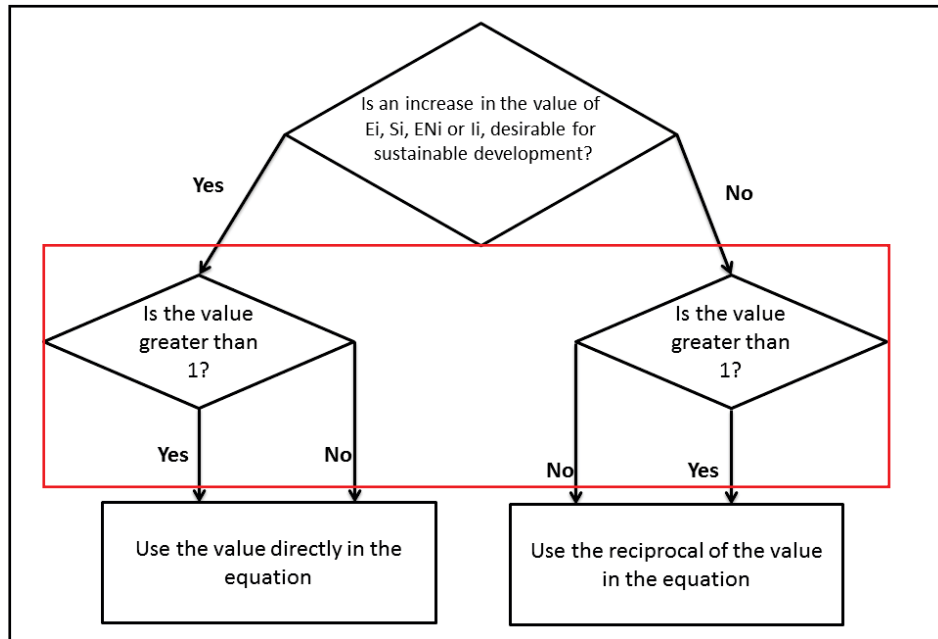 Is an increase in the value of
Ei, Si, ENi or Ii, desirable for
sustainable development?
Yes
No
Is the value
greater than
1?
Is the value
greater than
1?
Yes
No
No
Yes
Use the value directly in the
equation
Use the reciprocal of the value
in the equation